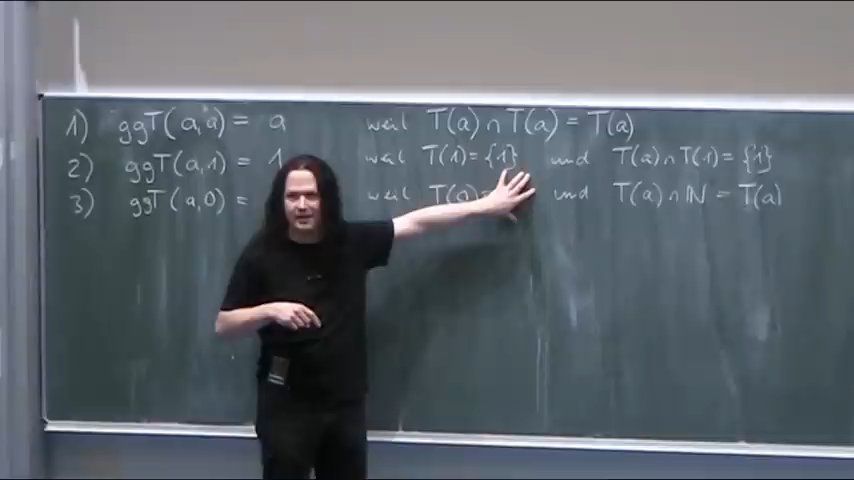 1) ggT(a,a) = a weil T(a) ∩ T(a) = T(a)
2) ggT(a,1) = 1 weil T(1) = {1} und T(a) ∩ T(1) = {1}
3) ggT(a,0) = weil T(a) und T(a) ∩ ℕ = T(a)